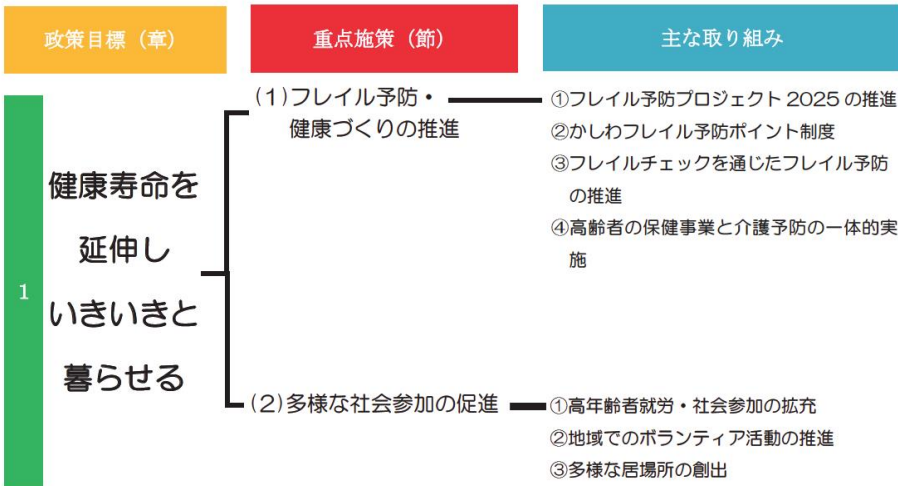 政策目標（章）
重点施策（節）
主な取り組み
1
健康寿命を
延伸し
いきいきと
暮らせる
(1)フレイル予防・
健康づくりの推進
①フレイル予防プロジェクト 2025 の推進
②かしわフレイル予防ポイント制度
③フレイルチェックを通じたフレイル予防
の推進
④高齢者の保健事業と介護予防の一体的実
施
(2)多様な社会参加の促進
①高年齢者就労・社会参加の拡充
②地域でのボランティア活動の推進
③多様な居場所の創出